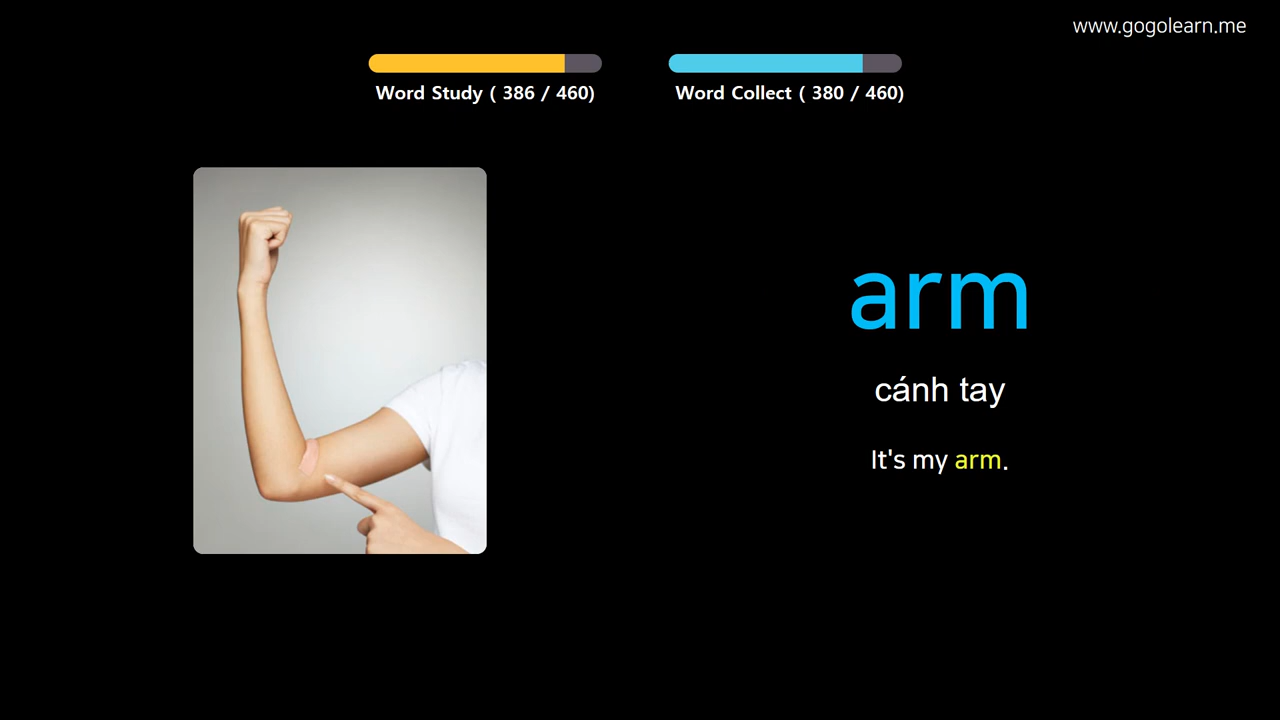 www.gogolearn.me
Word Study ( 386 / 460)
Word Collect ( 380 / 460)
arm
cánh tay
It's my arm.